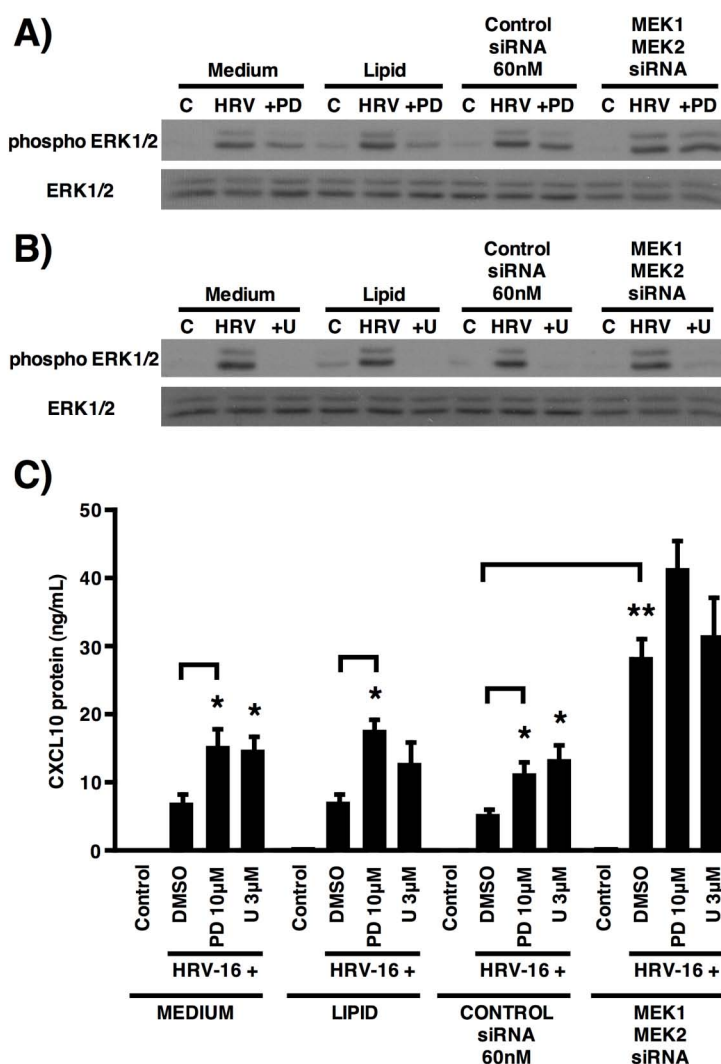 A)
Control
siRNA
60nM
MEK1
MEK2
siRNA
Medium
Lipid
C HRV +PD C HRV +PD C HRV +PD C HRV +PD
phospho ERK1/2
ERK1/2
B)
Control
siRNA
60nM
MEK1
MEK2
siRNA
Medium
Lipid
C HRV +U C HRV +U C HRV +U C HRV +U
phospho ERK1/2
ERK1/2
C)
CXCL10 protein (ng/mL)
50
40
30
20
10
0
* * * * * **
Control DMSO PD 10µM U 3µM Control DMSO PD 10µM U 3µM Control DMSO PD 10µM U 3µM Control DMSO PD 10µM U 3µM
HRV-16 + HRV-16 + HRV-16 + HRV-16 +
MEDIUM
LIPID
CONTROL
siRNA
60nM
MEK1
MEK2
siRNA